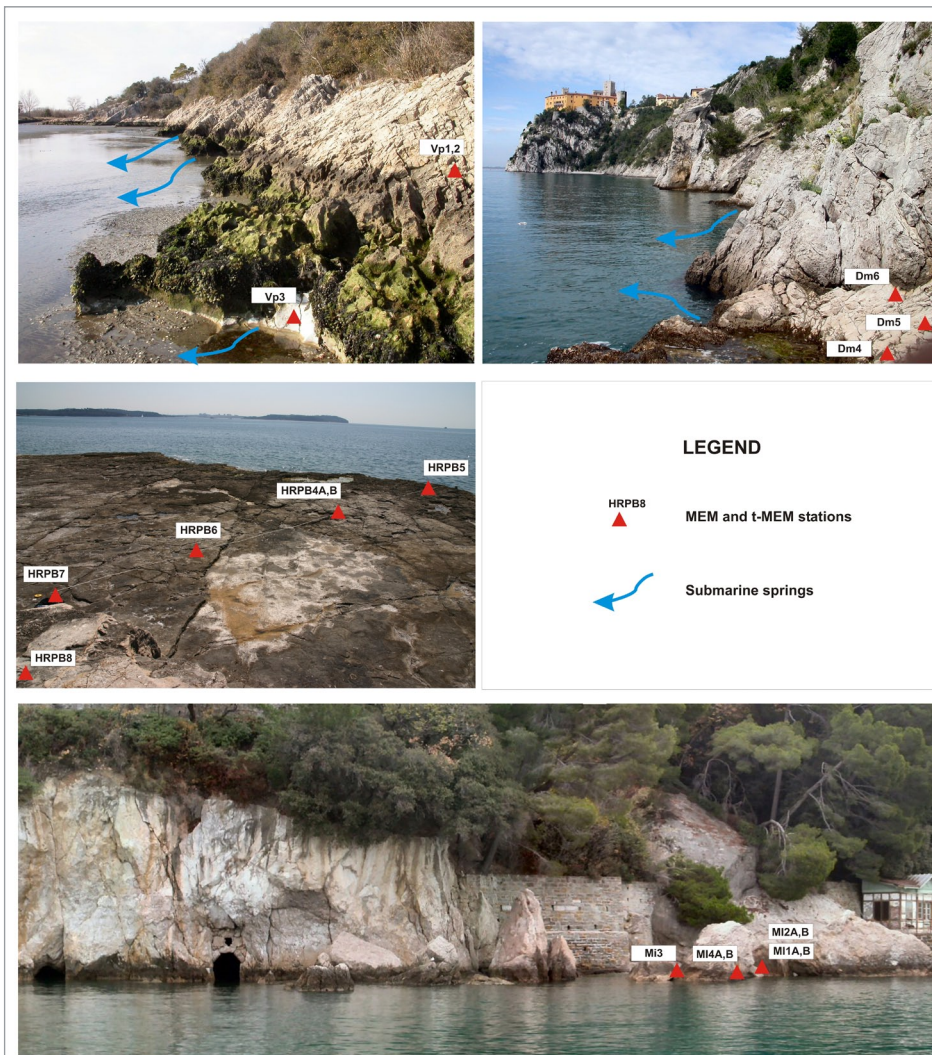 Vp1,2
Vp3
Dm6
Dm5
Dm4
HRPB5
HRPB4A,B
HRPB6
HRPB7
HRPB8
LEGEND
HRPB8
MEM and t-MEM stations
Submarine springs
MI2A,B
Mi3
MI4A,B
MI1A,B